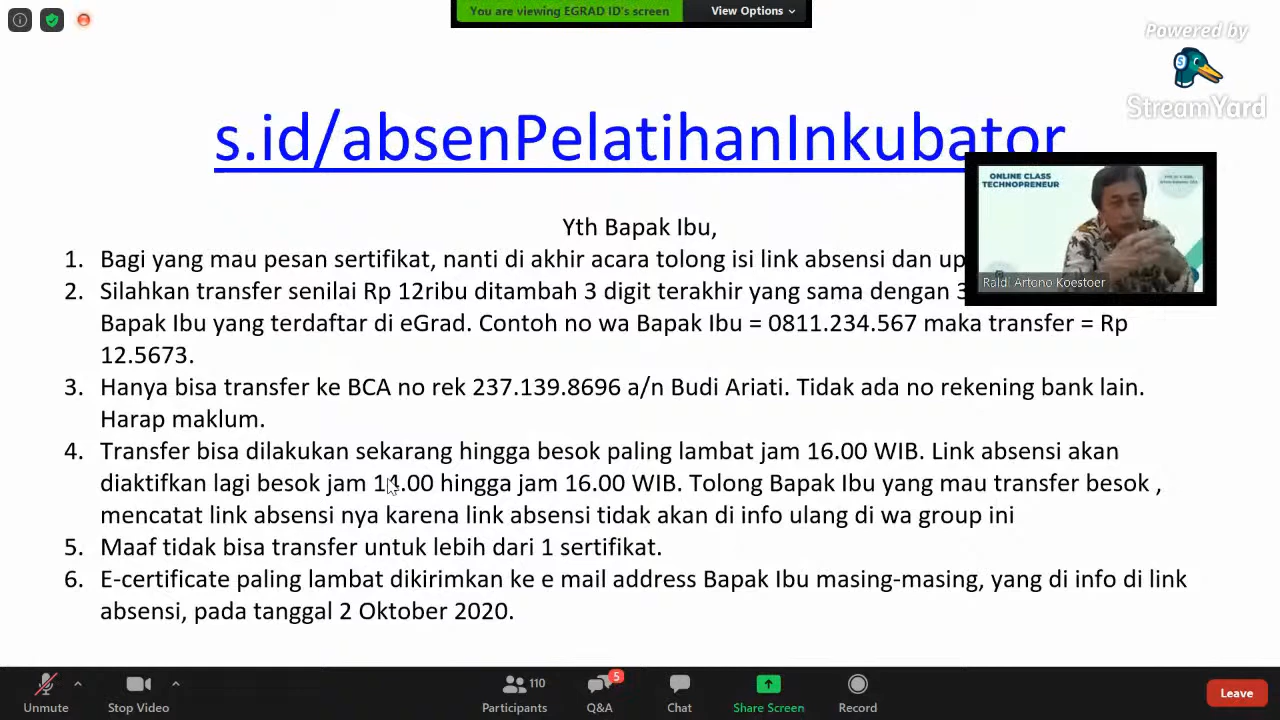 You are viewing EGRAD ID's screen
View Options
Powered by
StreamYard
s.id/absenPelatihanInkubator
ONLINE CLASS
TECHNOPRENEUR
Raldi Artono Koestoer
Yth Bapak Ibu,
1. Bagi yang mau pesan sertifikat, nanti di akhir acara tolong isi link absensi dan up
2. Silahkan transfer senilai Rp 12ribu ditambah 3 digit terakhir yang sama dengan 3
Bapak Ibu yang terdaftar di eGrad. Contoh no wa Bapak Ibu = 0811.234.567 maka transfer = Rp
12.5673.
3. Hanya bisa transfer ke BCA no rek 237.139.8696 a/n Budi Ariati. Tidak ada no rekening bank lain.
Harap maklum.
4. Transfer bisa dilakukan sekarang hingga besok paling lambat jam 16.00 WIB. Link absensi akan
diaktifkan lagi besok jam 14.00 hingga jam 16.00 WIB. Tolong Bapak Ibu yang mau transfer besok ,
mencatat link absensi nya karena link absensi tidak akan di info ulang di wa group ini
5. Maaf tidak bisa transfer untuk lebih dari 1 sertifikat.
6. E-certificate paling lambat dikirimkan ke e mail address Bapak Ibu masing-masing, yang di info di link
absensi, pada tanggal 2 Oktober 2020.
Unmute
Stop Video
110
Participants
5
Q&A
Chat
Share Screen
Record
Leave